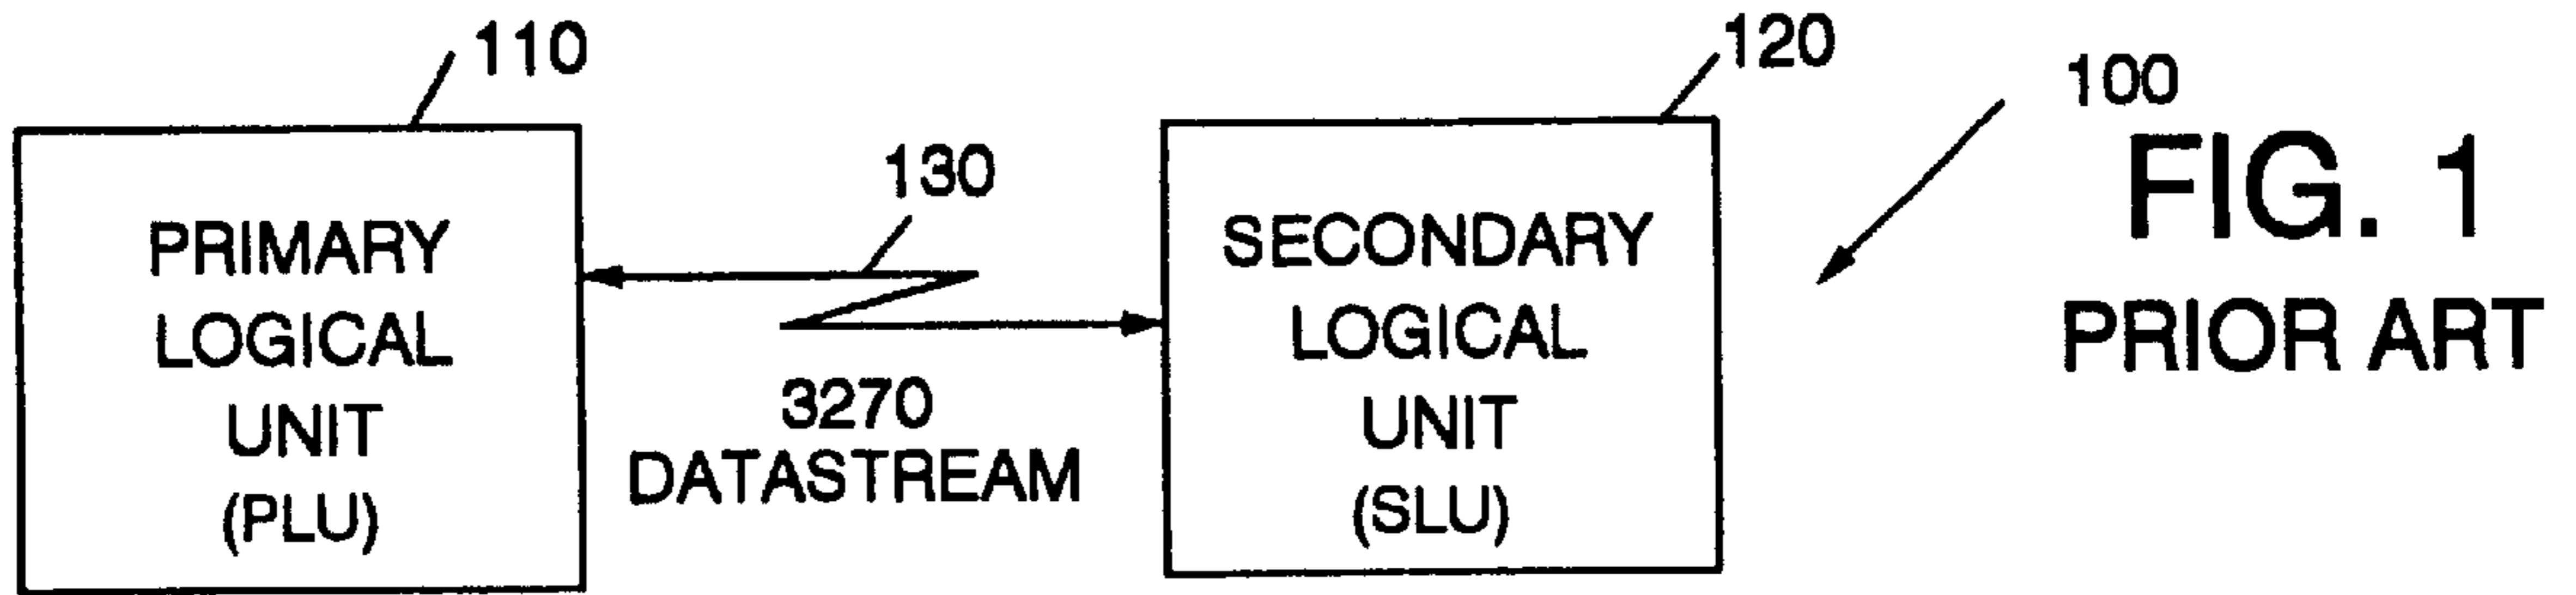 110
PRIMARY
LOGICAL
UNIT
(PLU)
130
3270
DATASTREAM
120
SECONDARY
LOGICAL
UNIT
(SLU)
100
FIG. 1
PRIOR ART